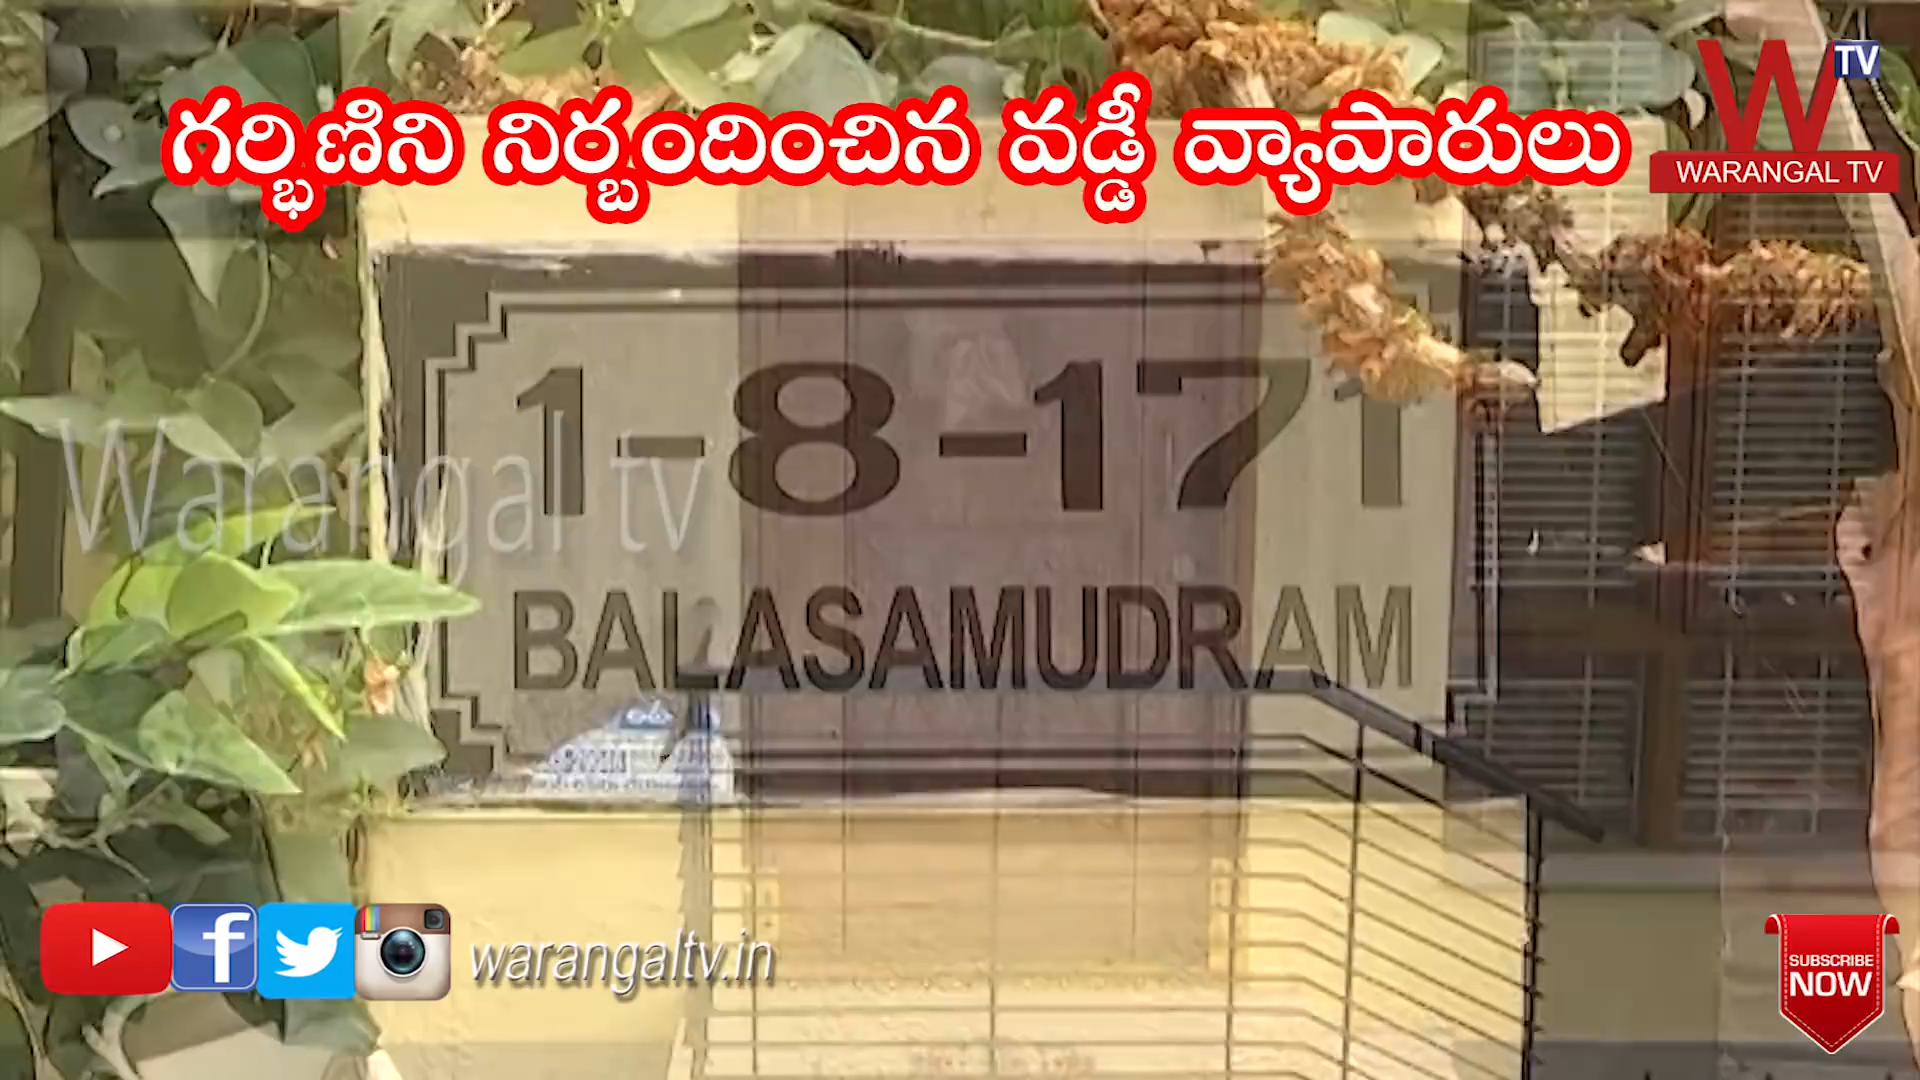 గర్భిణిని నిర్బందించిన వడ్డీ వ్యాపారులు
W TV
WARANGAL TV
1-8-171
BALASAMUDRAM
Warangal tv
warangaltv.in
SUBSCRIBE
NOW